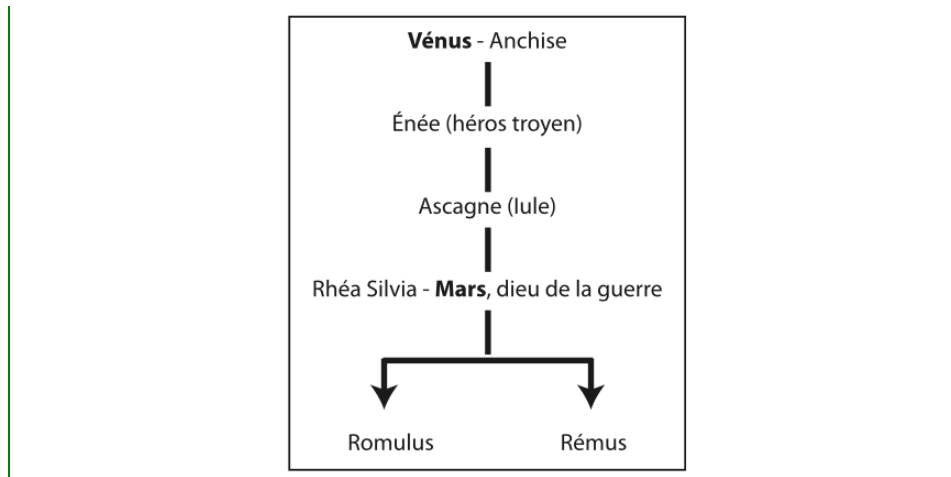 Vénus - Anchise
Énée (héros troyen)
Ascagne (Iule)
Rhéa Silvia - Mars, dieu de la guerre
Romulus Rémus